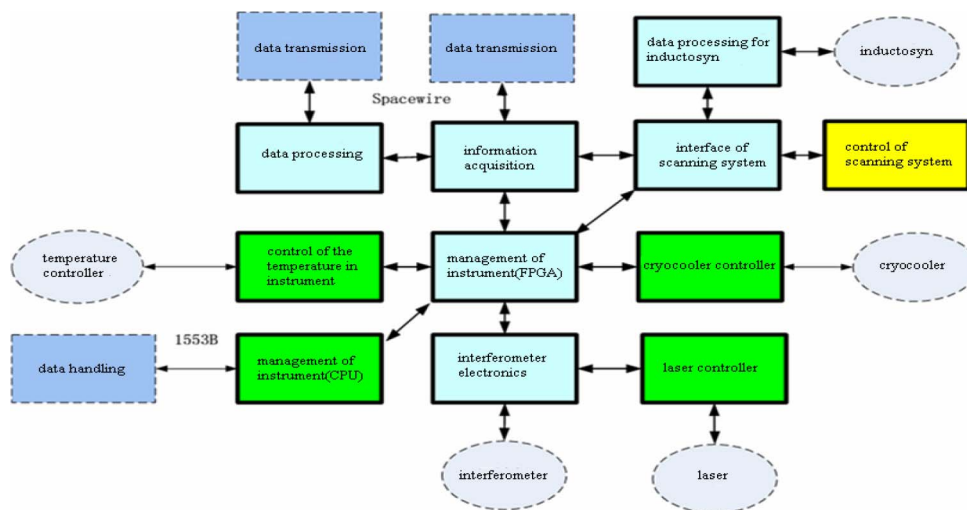 data transmission
data transmission
data processing for
inductosyn
inductosyn
Spacewire
data processing
information
acquisition
interface of
scanning system
control of
scanning system
temperature
controller
control of the
temperature in
instrument
management of
instrument(FPGA)
cryocooler controller
cryocooler
1553B
data handling
management of
instrument(CPU)
interferometer
electronics
laser controller
interferometer
laser